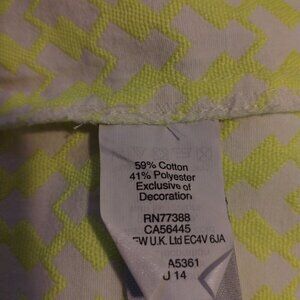 59% Cotton
41% Polyester
Exclusive of
Decoration
RN77388
CA56445
U.K. Ltd EC4V 6JA
A5361
J 14